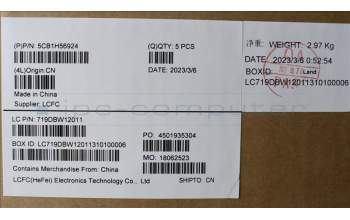 (P)P/N: 5CB1H56924
(Q)QTY: 5 PCS
(4L)Origin:CN
DATE: 2023/3/6
Made in China
Supplier: LCFC
净重: WEIGHT: 2.97 Kg
DATE: 2023/3/6 0:52:54
BOXID: Land
LC719DBW12011310100006
LC P/N: 719DBW12011
PO: 4501935304
BOX ID: LC719DBW12011310100006
MO: 18062523
Contains Merchandise From: China
LCFC(HeFei) Electronics Technology Co., Ltd
SHIPTO: CN